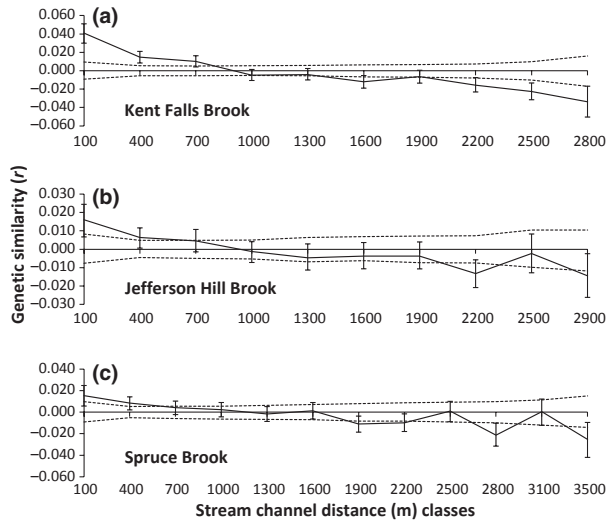 (a)
0.060
0.040
0.020
0.000
−0.020
−0.040
−0.060
Kent Falls Brook
100 400 700 1000 1300 1600 1900 2200 2500 2800
(b)
0.030
0.020
0.010
0.000
−0.010
−0.020
−0.030
Jefferson Hill Brook
100 400 700 1000 1300 1600 1900 2200 2500 2900
Genetic similarity (r)
(c)
0.040
0.020
0.000
−0.020
−0.040
−0.060
Spruce Brook
100 400 700 1000 1300 1600 1900 2200 2500 2800 3100 3500
Stream channel distance (m) classes